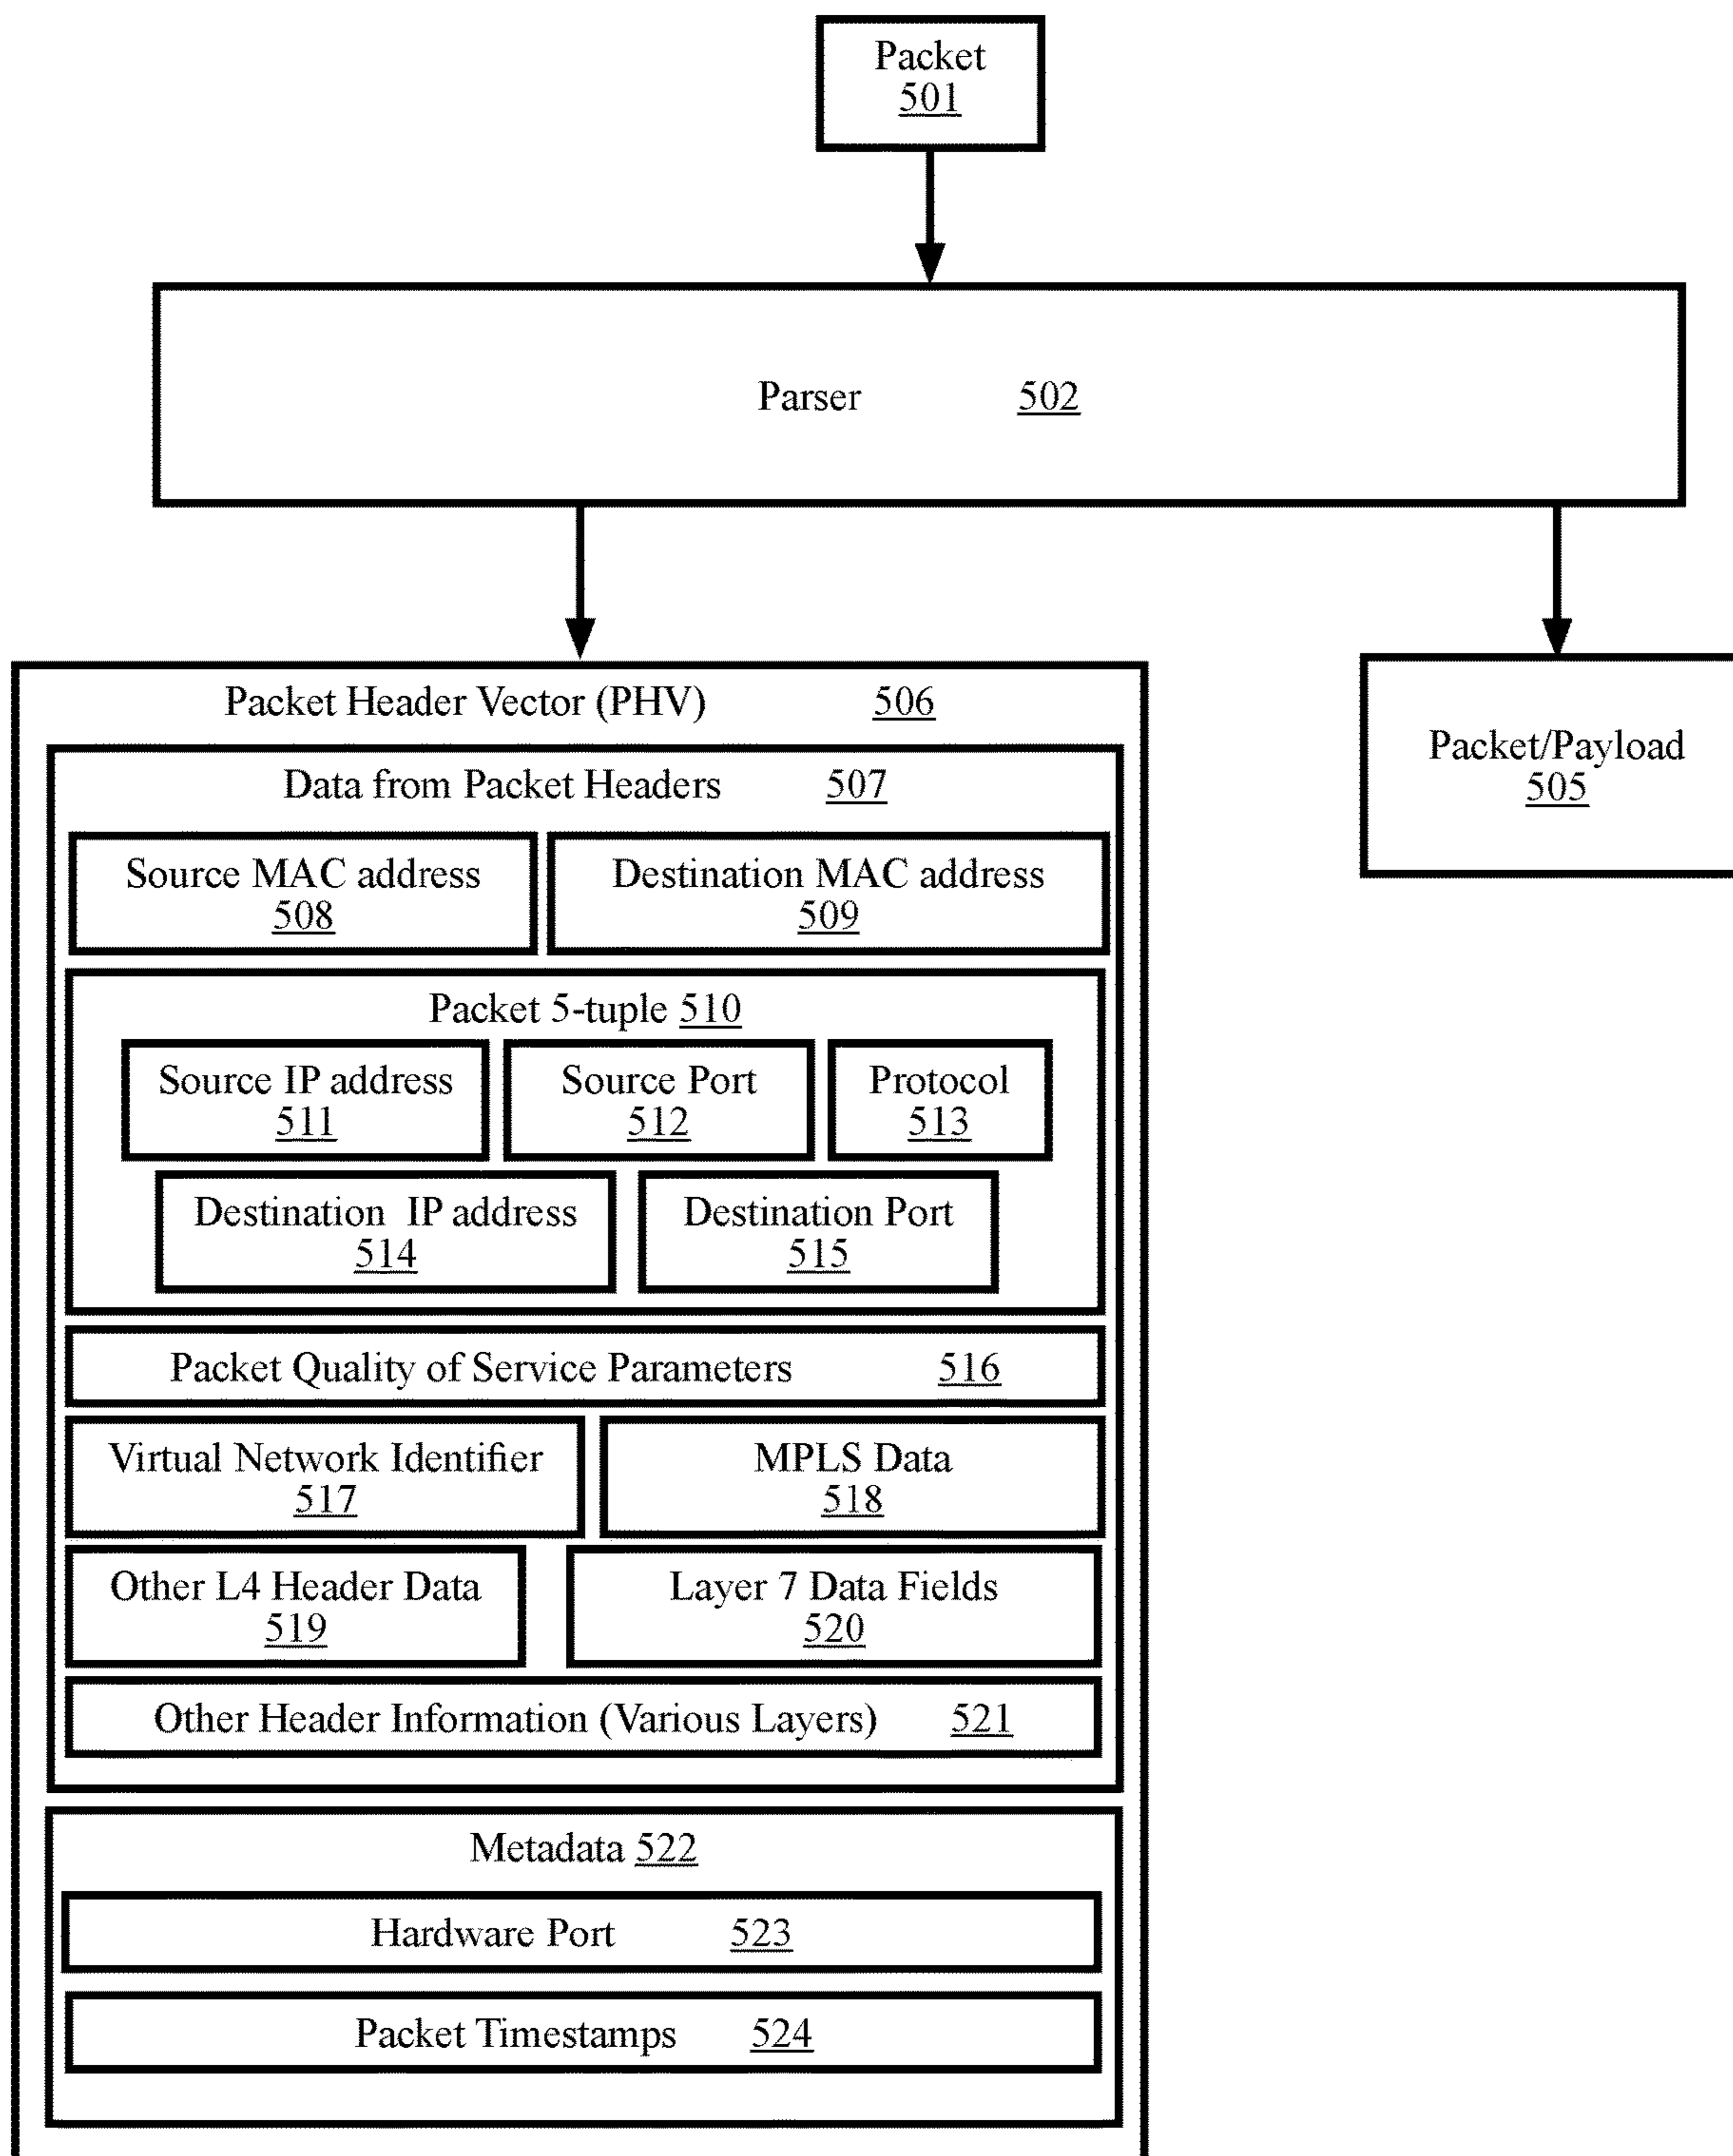 Packet
501
Parser 502
Packet Header Vector (PHV) 506
Data from Packet Headers 507
Source MAC address
508
Destination MAC address
509
Packet 5-tuple 510
Source IP address
511
Source Port
512
Protocol
513
Destination IP address
514
Destination Port
515
Packet Quality of Service Parameters 516
Virtual Network Identifier
517
MPLS Data
518
Other L4 Header Data
519
Layer 7 Data Fields
520
Other Header Information (Various Layers) 521
Metadata 522
Hardware Port 523
Packet Timestamps 524
Packet/Payload
505